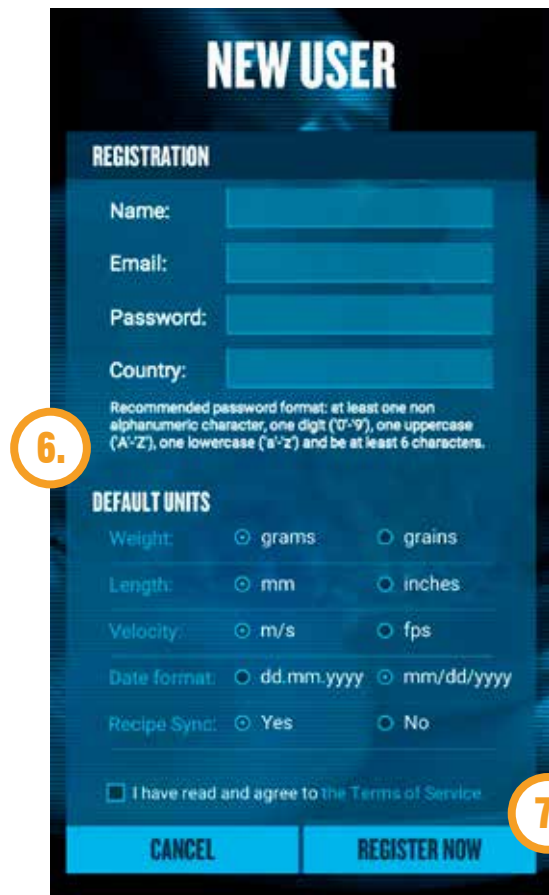 NEW USER
REGISTRATION
Name:
Email:
Password:
Country:
Recommended password format: at least one non
alphanumeric character, one digit ('0'-'9'), one uppercase
('A'-'Z'), one lowercase ('a'-'z') and be at least 6 characters.
6.
DEFAULT UNITS
Weight: grams grains
Length: mm inches
Velocity: m/s fps
Date format: dd.mm.yyyy mm/dd/yyyy
Recipe Sync: Yes No
I have read and agree to the Terms of Service
7
CANCEL REGISTER NOW